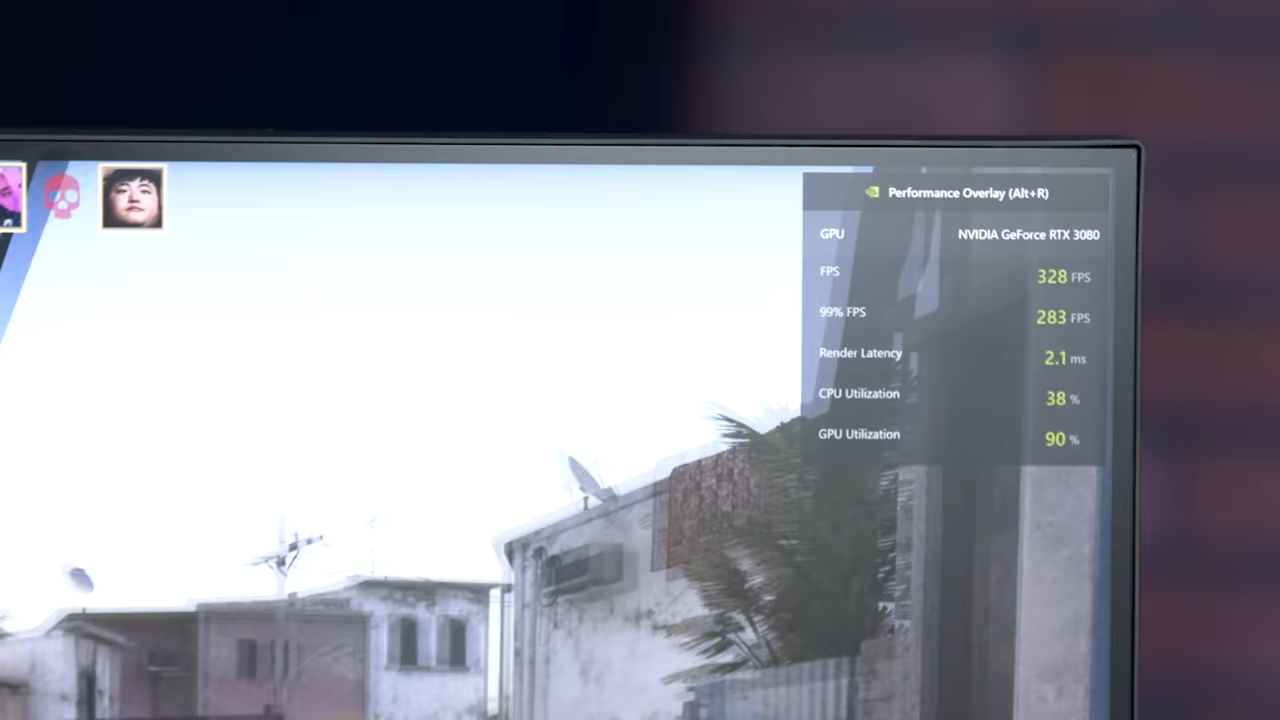 Performance Overlay (Alt+R)
GPU NVIDIA GeForce RTX 3080
FPS 328 FPS
99% FPS 283 FPS
Render Latency 2.1 ms
CPU Utilization 38 %
GPU Utilization 90 %